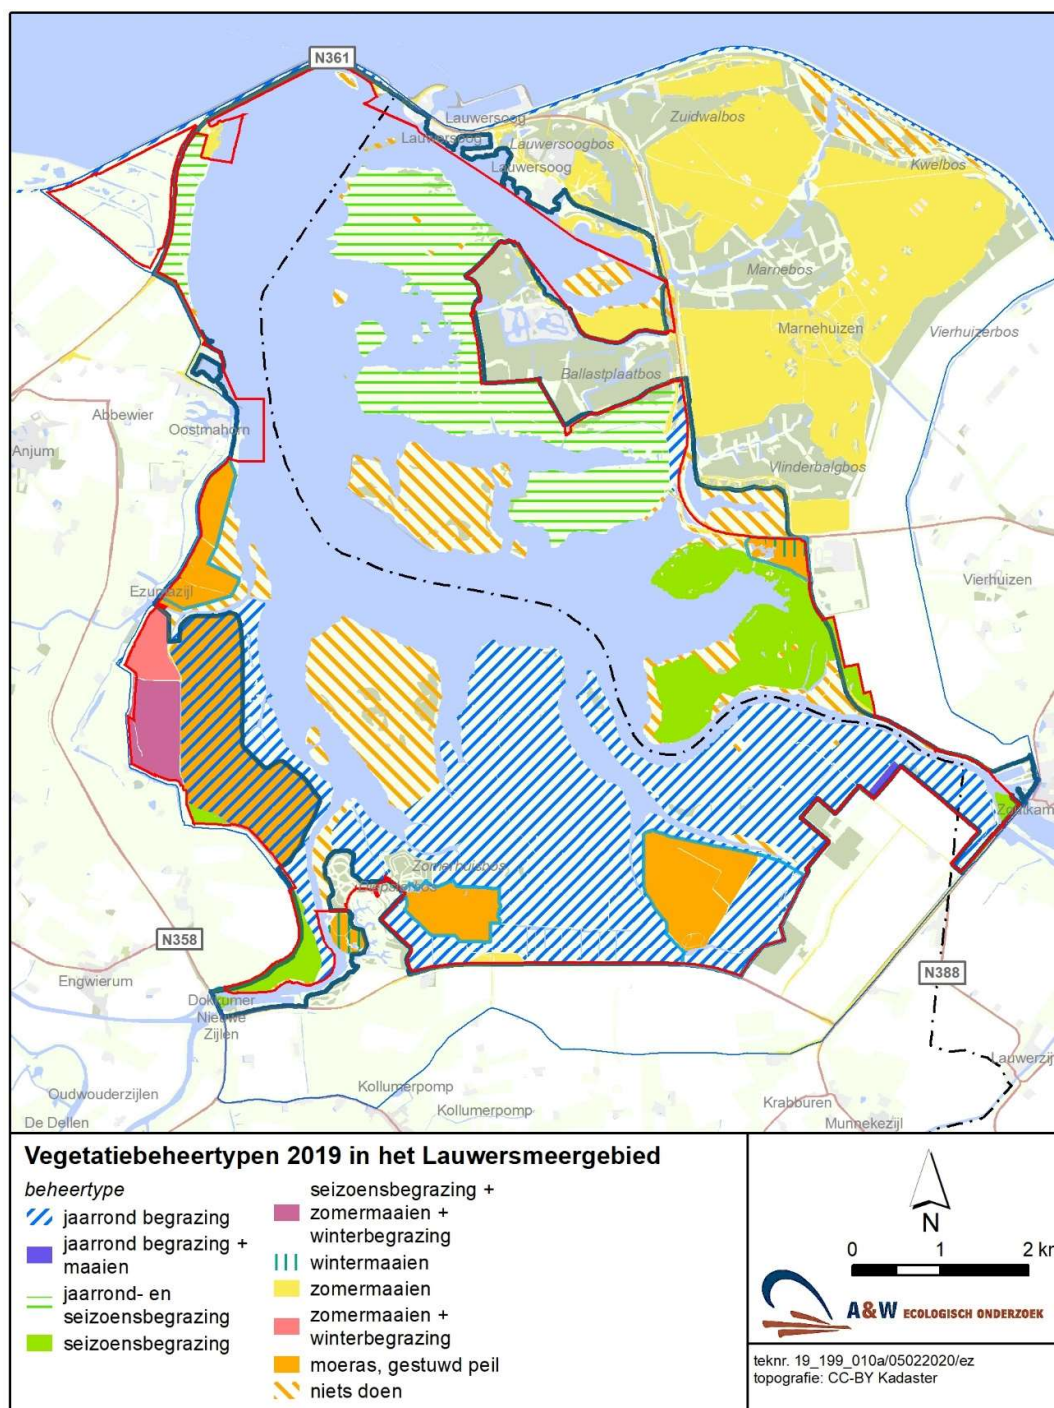 N361
Lauwersoog
Lauwersoog
Lauwersoogbos
Lauwersoog
Zuidwalbos
Kwelbos
Marnebos
Marnehuizen
Vierhuizerbos
Ballastplaatbos
Abbewier
Oostmahorn
Anjum
Vlinderbalgbos
Vierhuizen
Ezumazijl
Zomerhuisbos
N358
Engwierum
N388
Dokkumer
Nieuwe
Zijlen
Lauwerzijl
Oudwouderzijlen
Kollumerpomp
Kollumerpomp
Krabburen
De Dellen
Munnekezijl
Vegetatiebeheertypen 2019 in het Lauwersmeergebied
beheertype
jaarrond begrazing
jaarrond begrazing +
maaien
jaarrond- en
seizoensbegrazing
seizoensbegrazing
seizoensbegrazing +
zomermaaien +
winterbegrazing
wintermaaien
zomermaaien
zomermaaien +
winterbegrazing
moeras, gestuwd peil
niets doen
N
0 1 2 km
A&W ECOLOGISCH ONDERZOEK
teknr. 19_199_010a/05022020/ez
topografie: CC-BY Kadaster